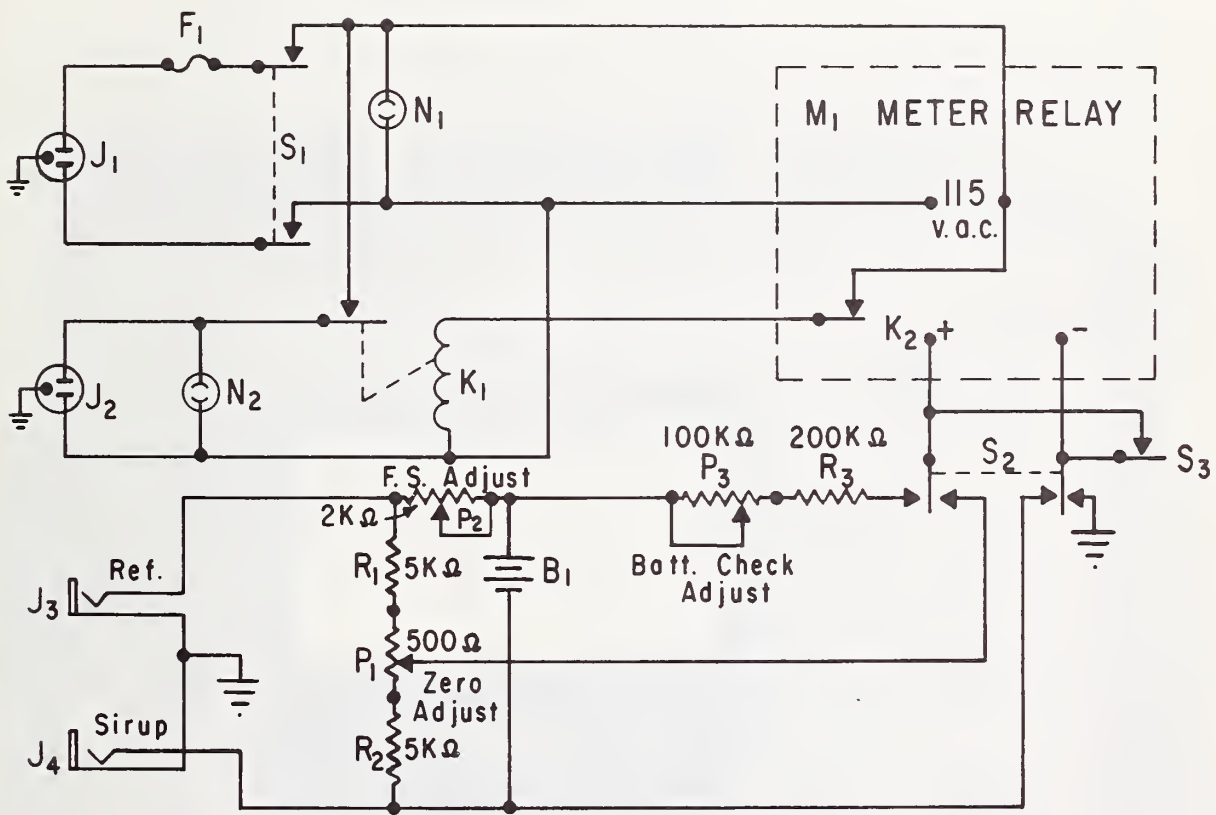 F₁
J₁
S₁
N₁
M₁ METER RELAY
115
v.a.c.
K₂ + -
J₂
N₂
K₁
S₂
S₃
F.S. Adjust
2KΩ
P₂
100KΩ
P₃
200KΩ
R₃
Batt. Check
Adjust
B₁
R₁ 5KΩ
Ref.
J₃
500Ω
P₁
Zero
Adjust
Sirup
J₄
R₂ 5KΩ